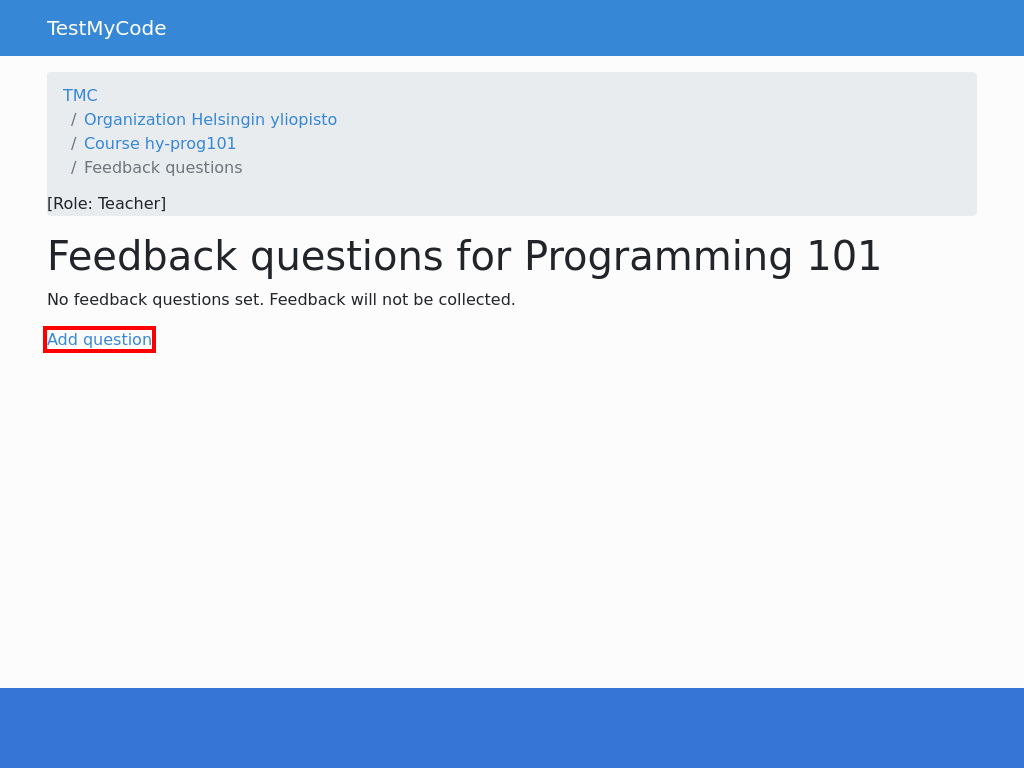 TestMyCode
TMC
/ Organization Helsingin yliopisto
/ Course hy-prog101
/ Feedback questions
[Role: Teacher]
Feedback questions for Programming 101
No feedback questions set. Feedback will not be collected.
Add question